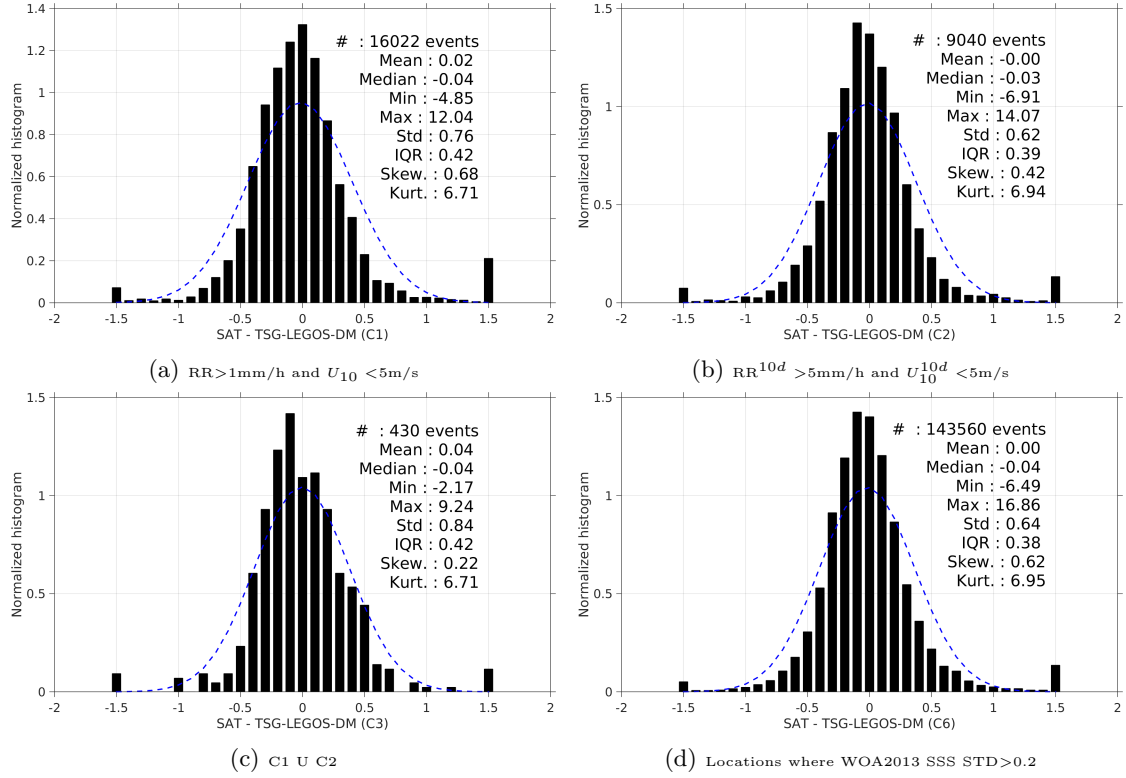 Normalized histogram
1.4
1.2
1
0.8
0.6
0.4
0.2
0
-2
-1.5
-1
-0.5
0
0.5
1
1.5
2
# : 16022 events
Mean : 0.02
Median : -0.04
Min : -4.85
Max : 12.04
Std : 0.76
IQR : 0.42
Skew. : 0.68
Kurt. : 6.71
SAT - TSG-LEGOS-DM (C1)
(a) RR>1mm/h and U10 <5m/s
Normalized histogram
1.5
1
0.5
0
-2
-1.5
-1
-0.5
0
0.5
1
1.5
2
# : 9040 events
Mean : -0.00
Median : -0.03
Min : -6.91
Max : 14.07
Std : 0.62
IQR : 0.39
Skew. : 0.42
Kurt. : 6.94
SAT - TSG-LEGOS-DM (C2)
(b) RR10d >5mm/h and U10d10 <5m/s
Normalized histogram
1.5
1
0.5
0
-2
-1.5
-1
-0.5
0
0.5
1
1.5
2
# : 430 events
Mean : 0.04
Median : -0.04
Min : -2.17
Max : 9.24
Std : 0.84
IQR : 0.42
Skew. : 0.22
Kurt. : 6.71
SAT - TSG-LEGOS-DM (C3)
(c) C1 U C2
Normalized histogram
1.5
1
0.5
0
-2
-1.5
-1
-0.5
0
0.5
1
1.5
2
# : 143560 events
Mean : 0.00
Median : -0.04
Min : -6.49
Max : 16.86
Std : 0.64
IQR : 0.38
Skew. : 0.62
Kurt. : 6.95
SAT - TSG-LEGOS-DM (C6)
(d) Locations where WOA2013 SSS STD>0.2